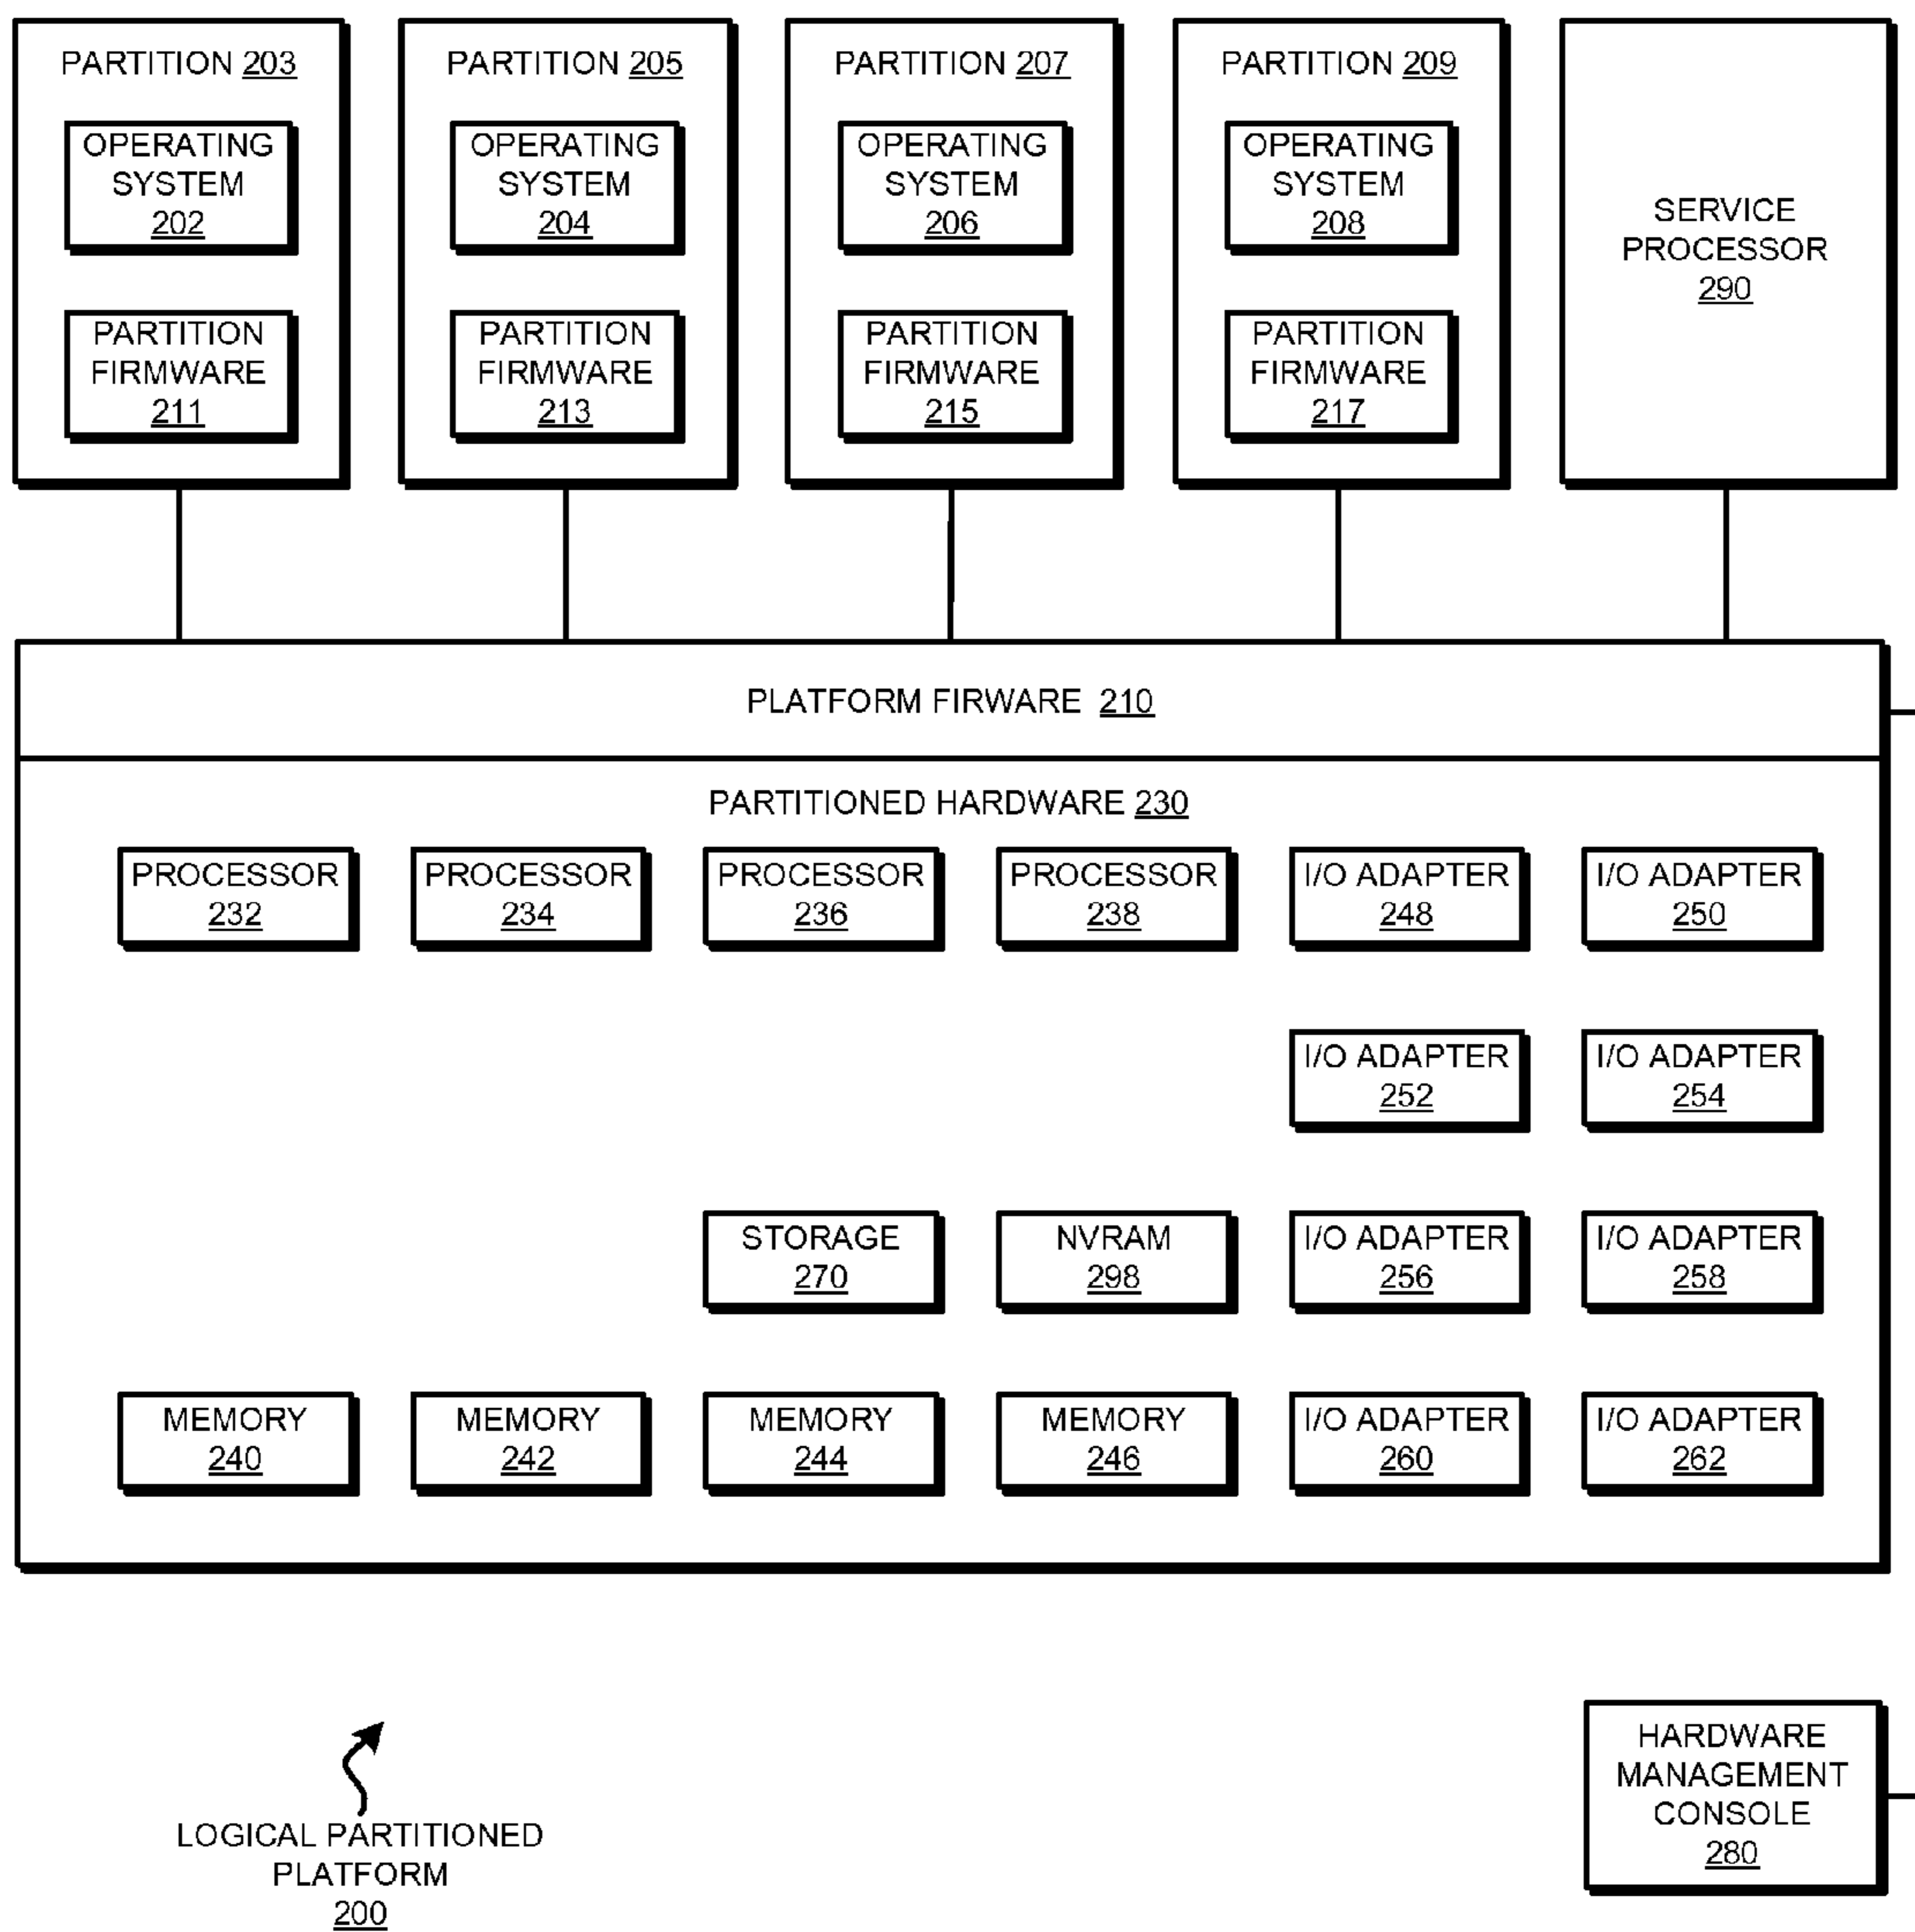 PARTITION 203
OPERATING
SYSTEM
202
PARTITION
FIRMWARE
211
PARTITION 205
OPERATING
SYSTEM
204
PARTITION
FIRMWARE
213
PARTITION 207
OPERATING
SYSTEM
206
PARTITION
FIRMWARE
215
PARTITION 209
OPERATING
SYSTEM
208
PARTITION
FIRMWARE
217
SERVICE
PROCESSOR
290
PLATFORM FIRWARE 210
PARTITIONED HARDWARE 230
PROCESSOR
232
PROCESSOR
234
PROCESSOR
236
PROCESSOR
238
I/O ADAPTER
248
I/O ADAPTER
250
I/O ADAPTER
252
I/O ADAPTER
254
STORAGE
270
NVRAM
298
I/O ADAPTER
256
I/O ADAPTER
258
MEMORY
240
MEMORY
242
MEMORY
244
MEMORY
246
I/O ADAPTER
260
I/O ADAPTER
262
LOGICAL PARTITIONED
PLATFORM
200
HARDWARE
MANAGEMENT
CONSOLE
280